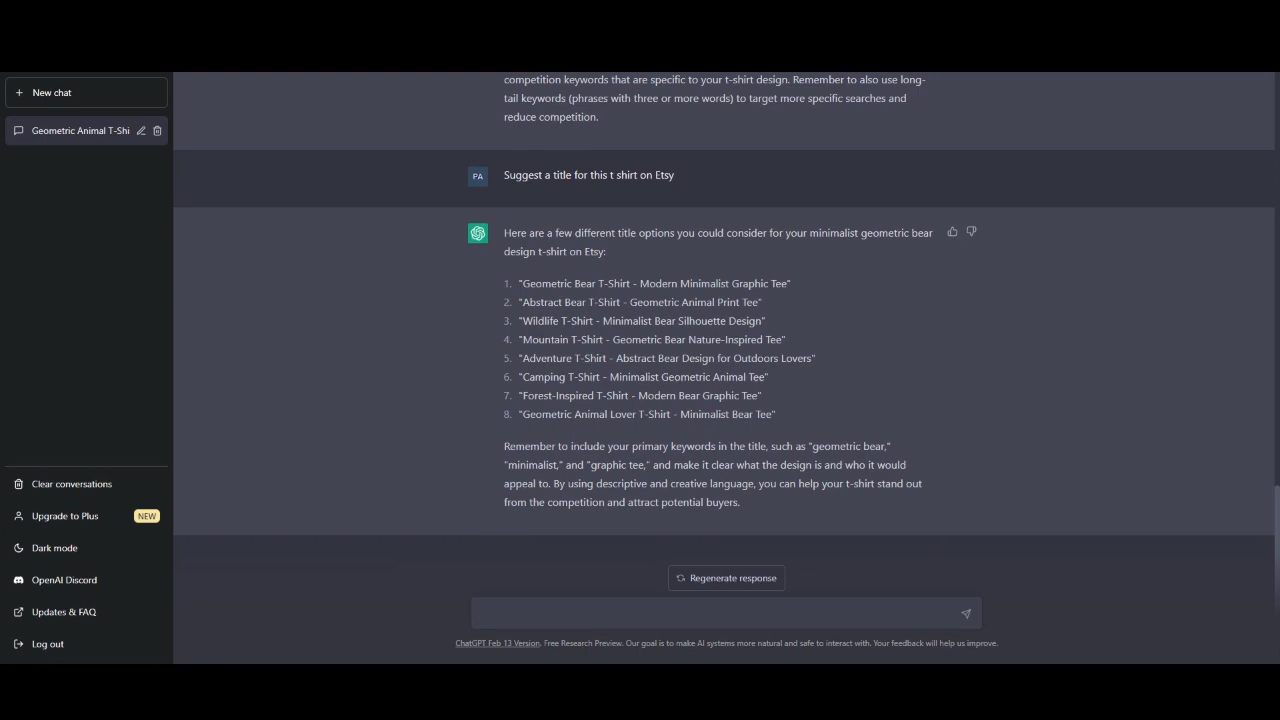 New chat
Geometric Animal T-Shi
Clear conversations
Upgrade to Plus NEW
Dark mode
OpenAI Discord
Updates & FAQ
Log out
competition keywords that are specific to your t-shirt design. Remember to also use long-
tail keywords (phrases with three or more words) to target more specific searches and
reduce competition.
PA Suggest a title for this t shirt on Etsy
Here are a few different title options you could consider for your minimalist geometric bear
design t-shirt on Etsy:
1. "Geometric Bear T-Shirt - Modern Minimalist Graphic Tee"
2. "Abstract Bear T-Shirt - Geometric Animal Print Tee"
3. "Wildlife T-Shirt - Minimalist Bear Silhouette Design"
4. "Mountain T-Shirt - Geometric Bear Nature-Inspired Tee"
5. "Adventure T-Shirt - Abstract Bear Design for Outdoors Lovers"
6. "Camping T-Shirt - Minimalist Geometric Animal Tee"
7. "Forest-Inspired T-Shirt - Modern Bear Graphic Tee"
8. "Geometric Animal Lover T-Shirt - Minimalist Bear Tee"
Remember to include your primary keywords in the title, such as "geometric bear,"
"minimalist," and "graphic tee," and make it clear what the design is and who it would
appeal to. By using descriptive and creative language, you can help your t-shirt stand out
from the competition and attract potential buyers.
Regenerate response
ChatGPT Feb 13 Version. Free Research Preview. Our goal is to make AI systems more natural and safe to interact with. Your feedback will help us improve.